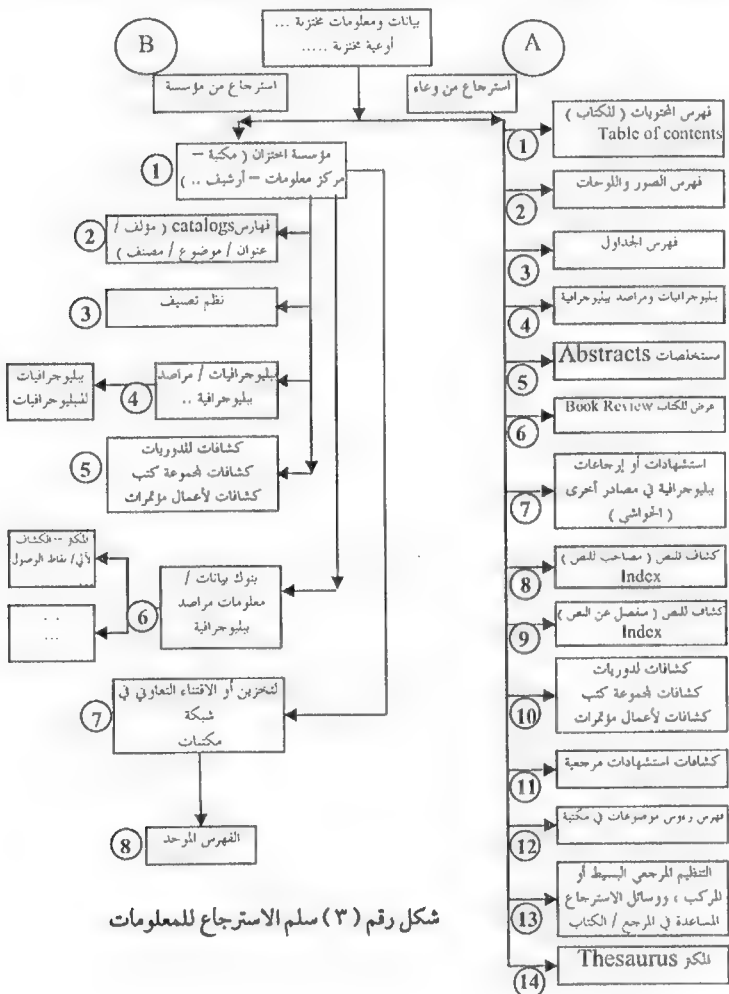 بيانات ومعلومات مختزنة ...
أوعية مختزنة .....
B
A
استرجاع من مؤسسة
استرجاع من وعاء
فهرس المحتويات ( للكتاب )
Table of contents
1
فهرس الصور واللوحات
2
فهرس الجداول
3
ببليوجرافيات ومراصد ببليوجرافية
4
مستخلصات Abstracts
5
عرض للكتاب Book Review
6
استشهادات أو إرجاعات
ببليوجرافية في مصادر أخرى
( الحواشي )
7
كشاف للنص ( مصاحب للنص )
Index
8
كشاف للنص ( منفصل عن النص )
Index
9
كشافات لدوريات
كشافات لمجموعة كتب
كشافات لأعمال مؤتمرات
10
كشافات استشهادات مرجعية
11
فهرس رءوس موضوعات في مكتبة
12
التنظيم المرجعي البسيط أو
المركب ، ووسائل الاسترجاع
المساعدة في المرجع / الكتاب
13
Thesaurus
14
مؤسسة اختزان ( مكتبة –
مركز معلومات – أرشيف .. )
1
فهارس catalogs ( مؤلف /
عنوان / موضوع / مصنف )
2
نظم تصنيف
3
ببليوجرافيات / مراصد
ببليوجرافية ..
4
ببليوجرافيات
كشافات للدوريات
كشافات لمجموعة كتب
كشافات لأعمال مؤتمرات
5
بنوك بيانات /
معلومات مراصد
ببليوجرافية
6
نقاط الوصول
. .
...
لتخزين أو الاقتناء التعاوني في
شبكة
مكتبات
7
الفهرس الموحد
8
شكل رقم ( ٣ ) سلم الاسترجاع للمعلومات